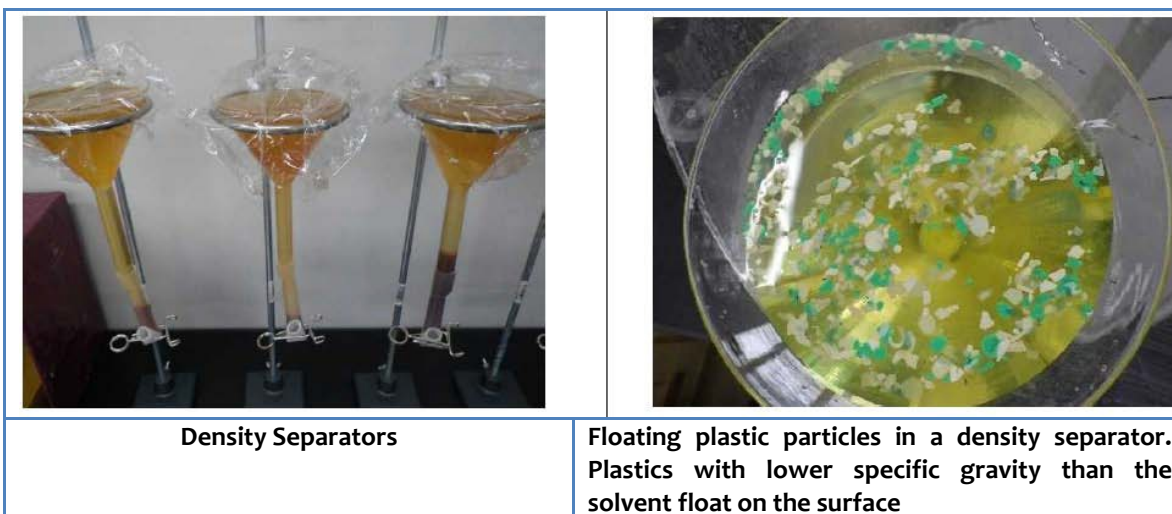 Density Separators
Floating plastic particles in a density separator.
Plastics with lower specific gravity than the
solvent float on the surface